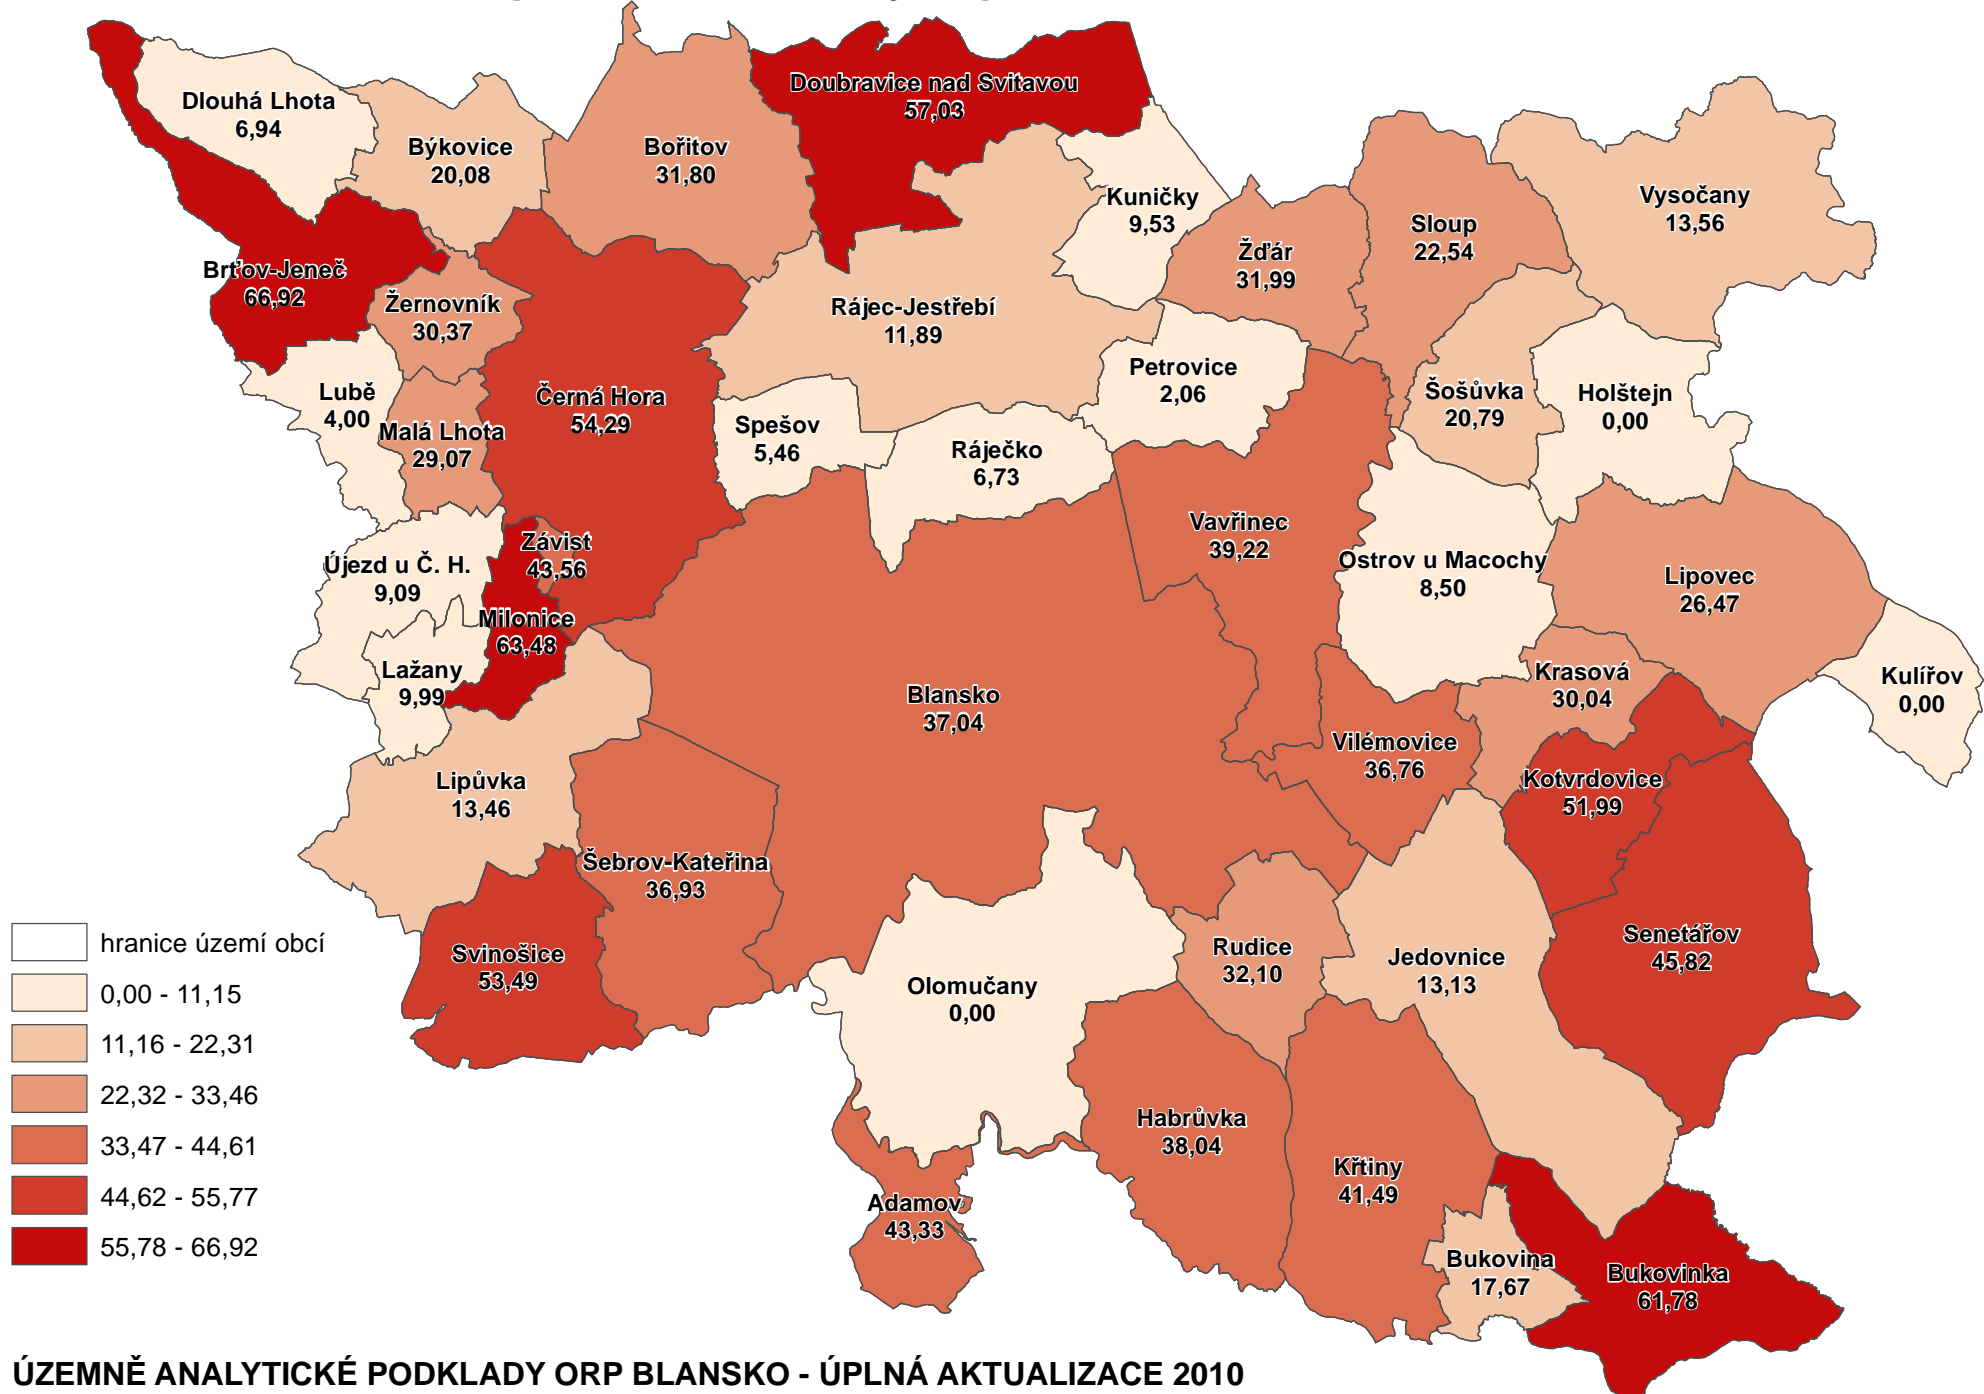 Doubravice nad Svitavou
57,03
Dlouhá Lhota
6,94
Býkovice
20,08
Bořitov
31,80
Kuničky
9,53
Vysočany
13,56
Sloup
22,54
Žďár
31,99
Brťov-Jeneč
66,92
Žernovník
30,37
Rájec-Jestřebí
11,89
Petrovice
2,06
Lubě
4,00
Černá Hora
54,29
Šošůvka
20,79
Holštejn
0,00
Malá Lhota
29,07
Spešov
5,46
Ráječko
6,73
Vavřinec
39,22
Závist
43,56
Újezd u Č. H.
9,09
Ostrov u Macochy
8,50
Lipovec
26,47
Milonice
63,48
Lažany
9,99
Blansko
37,04
Krasová
30,04
Kulířov
0,00
Vilémovice
36,76
Kotvrdovice
51,99
Lipůvka
13,46
Šebrov-Kateřina
36,93
Svinošice
53,49
Rudice
32,10
Jedovnice
13,13
Senetářov
45,82
Olomučany
0,00
Habrůvka
38,04
Křtiny
41,49
Adamov
43,33
Bukovina
17,67
Bukovinka
61,78
hranice území obcí
0,00 - 11,15
11,16 - 22,31
22,32 - 33,46
33,47 - 44,61
44,62 - 55,77
55,78 - 66,92
ÚZEMNĚ ANALYTICKÉ PODKLADY ORP BLANSKO - ÚPLNÁ AKTUALIZACE 2010